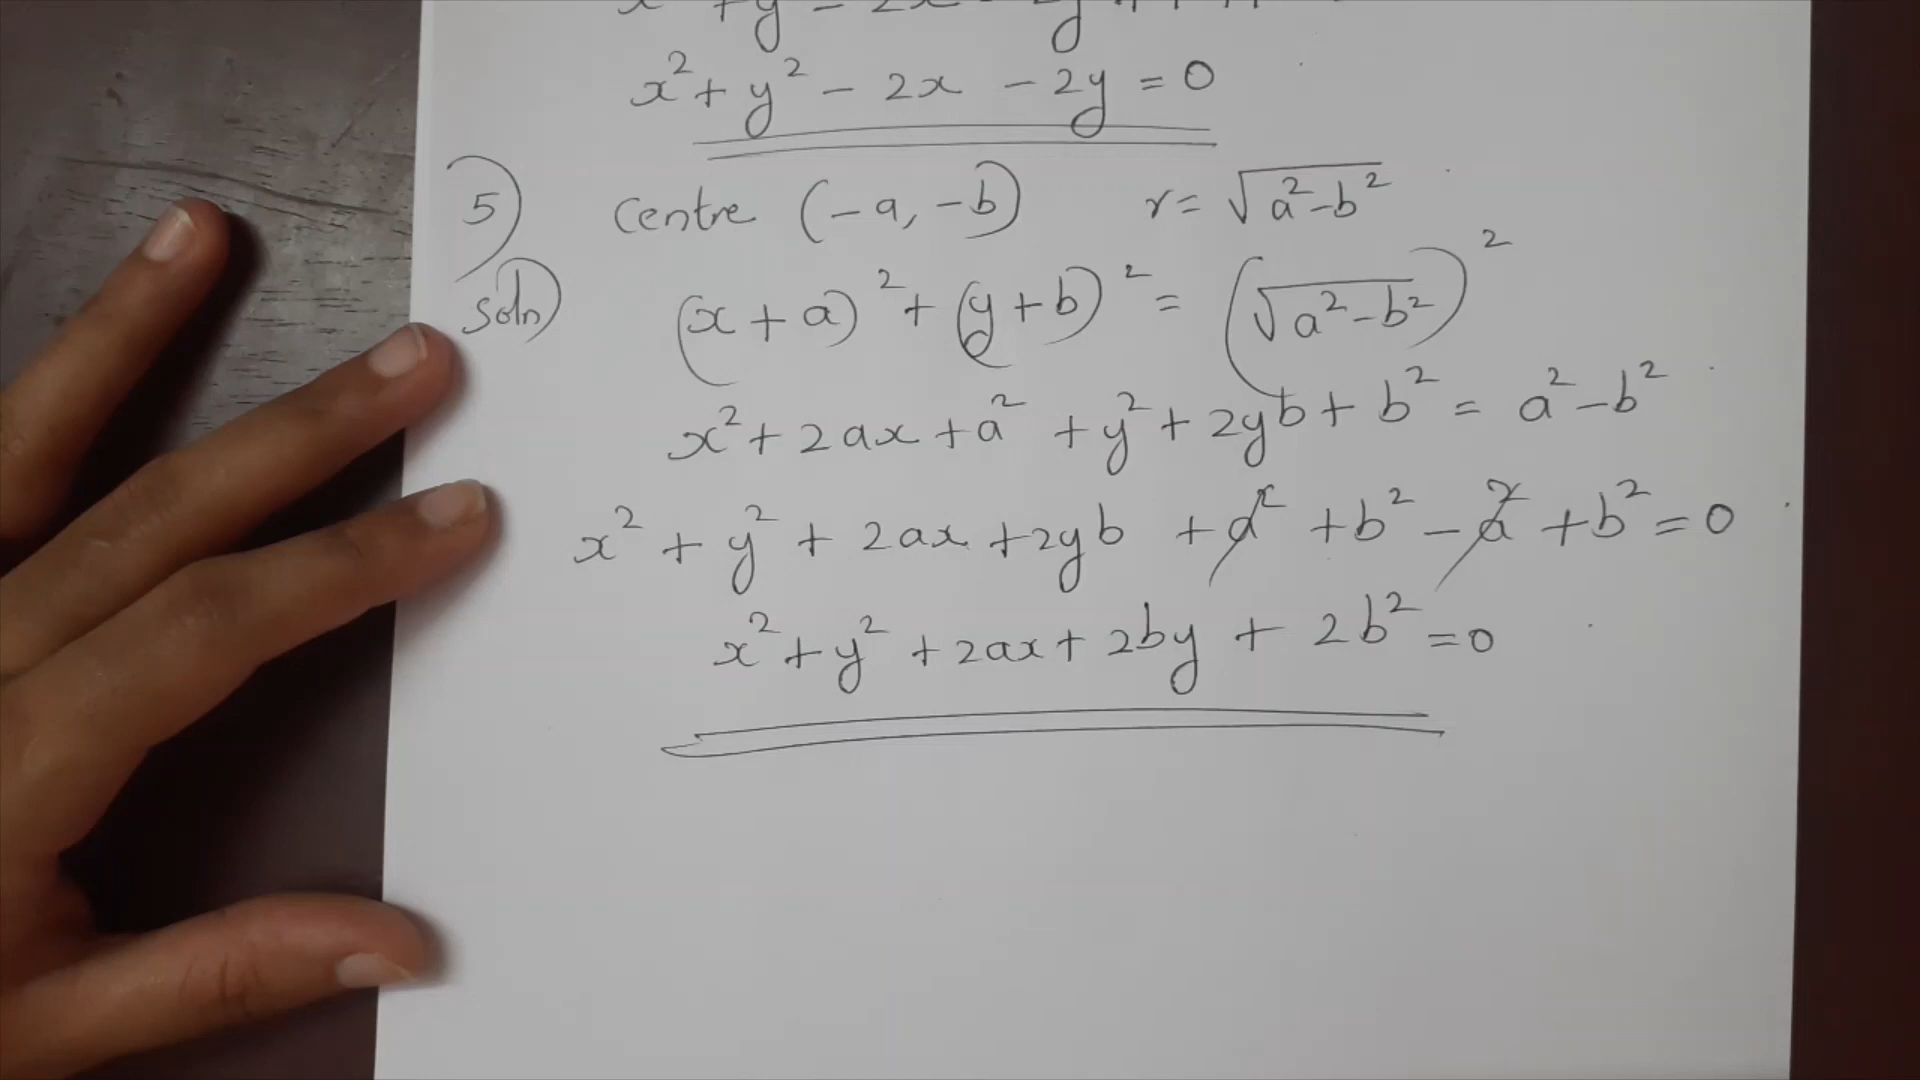 x² + y² - 2x - 2y = 0
5) Centre (-a, -b) r = √a²-b²
Soln) (x + a)² + (y + b)² = (√a²-b²)²
x² + 2ax + a² + y² + 2yb + b² = a² - b²
x² + y² + 2ax + 2yb + a² + b² - a² + b² = 0
x² + y² + 2ax + 2by + 2b² = 0